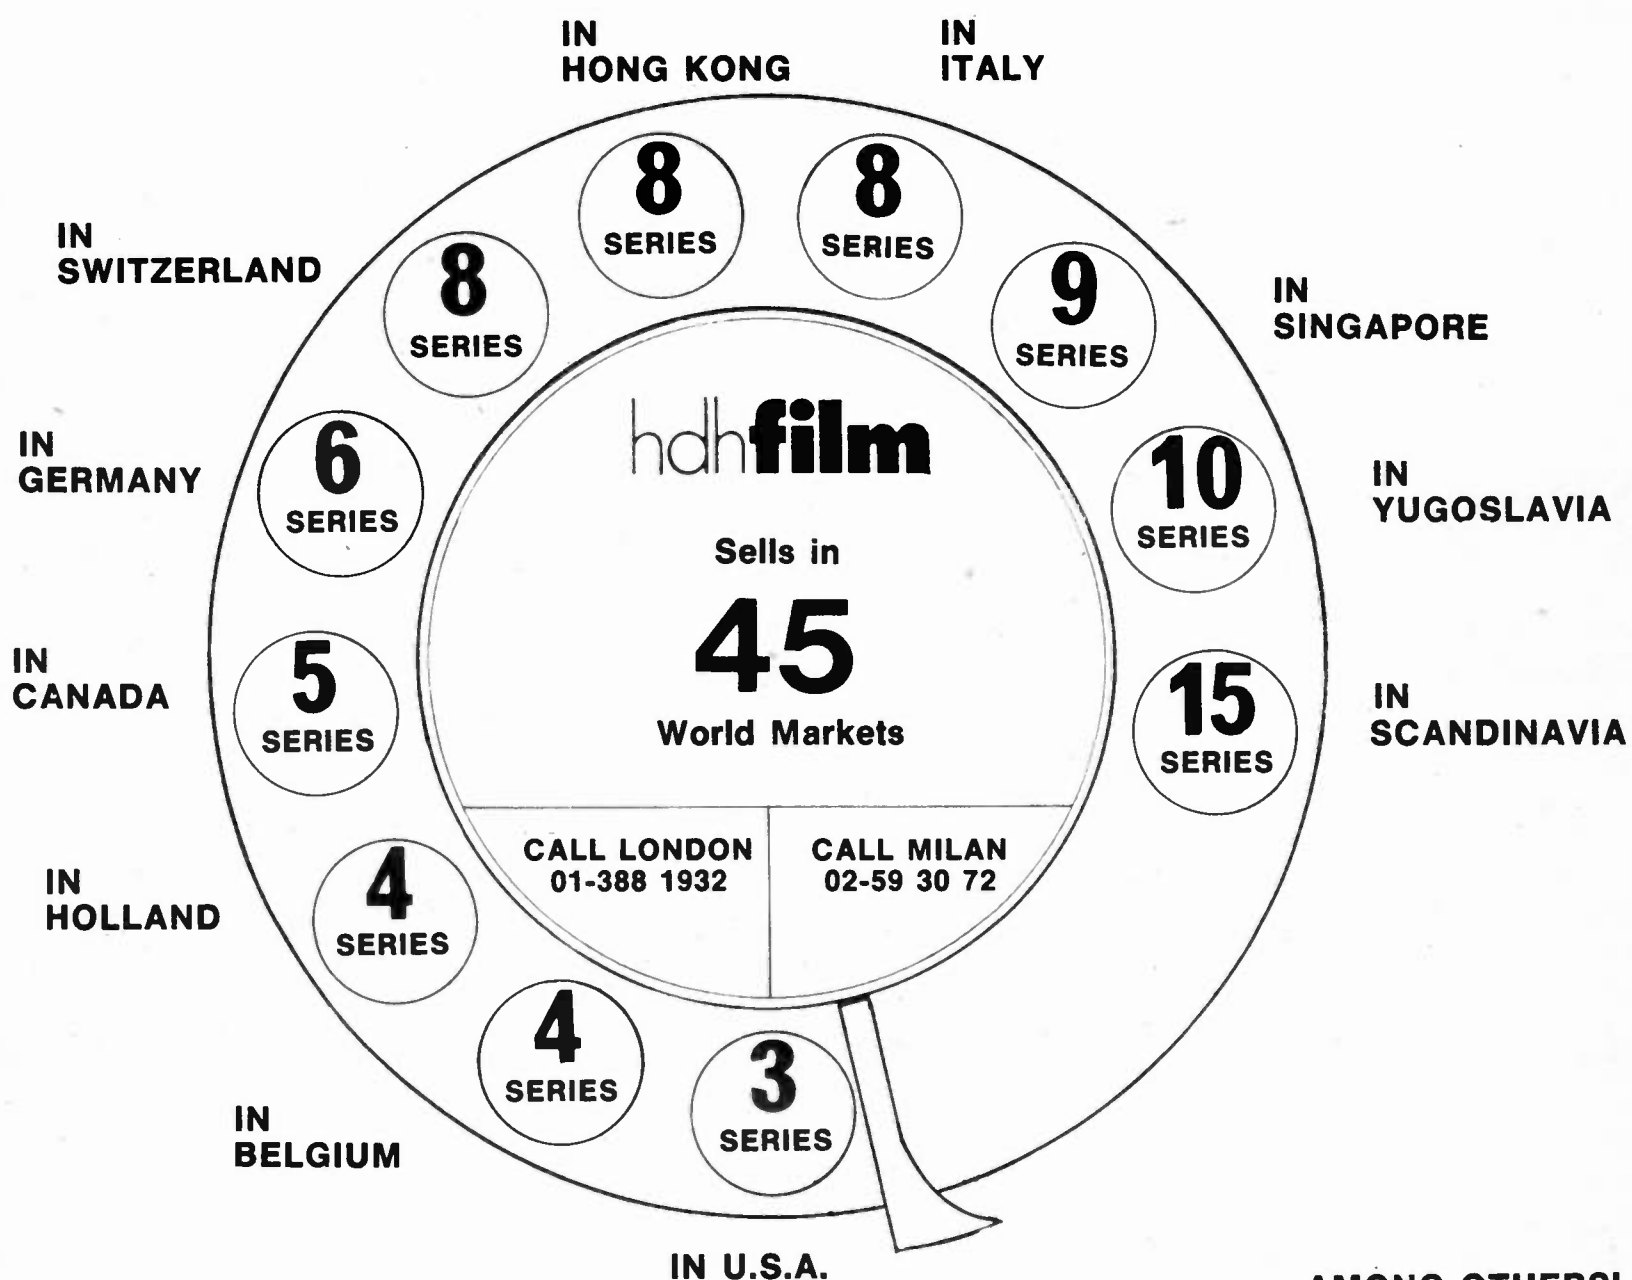 IN
HONG KONG
8
SERIES
IN
ITALY
8
SERIES
IN
SINGAPORE
9
SERIES
IN
YUGOSLAVIA
10
SERIES
IN
SCANDINAVIA
15
SERIES
IN
SWITZERLAND
8
SERIES
IN
GERMANY
6
SERIES
IN
CANADA
5
SERIES
IN
HOLLAND
4
SERIES
IN
BELGIUM
4
SERIES
3
SERIES
IN U.S.A.
hdhfilm
Sells in
45
World Markets
CALL LONDON
01-388 1932
CALL MILAN
02-59 30 72
AMONG OTHERS!